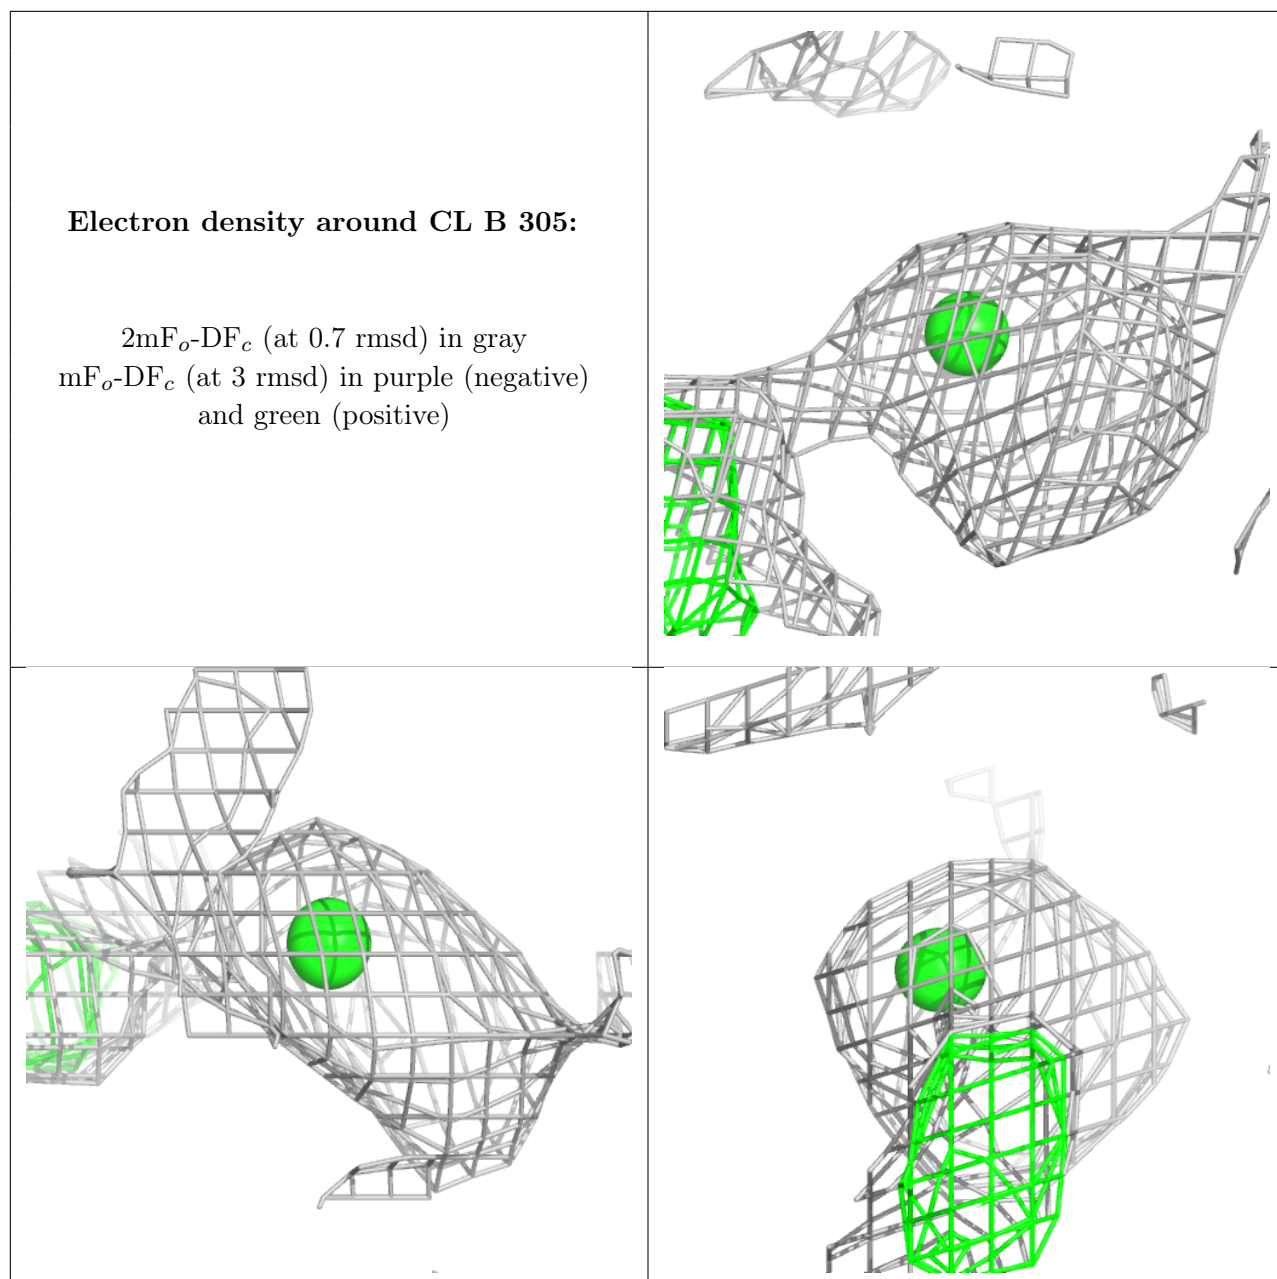 Electron density around CL B 305:
2mFo-DFc (at 0.7 rmsd) in gray
mFo-DFc (at 3 rmsd) in purple (negative)
and green (positive)